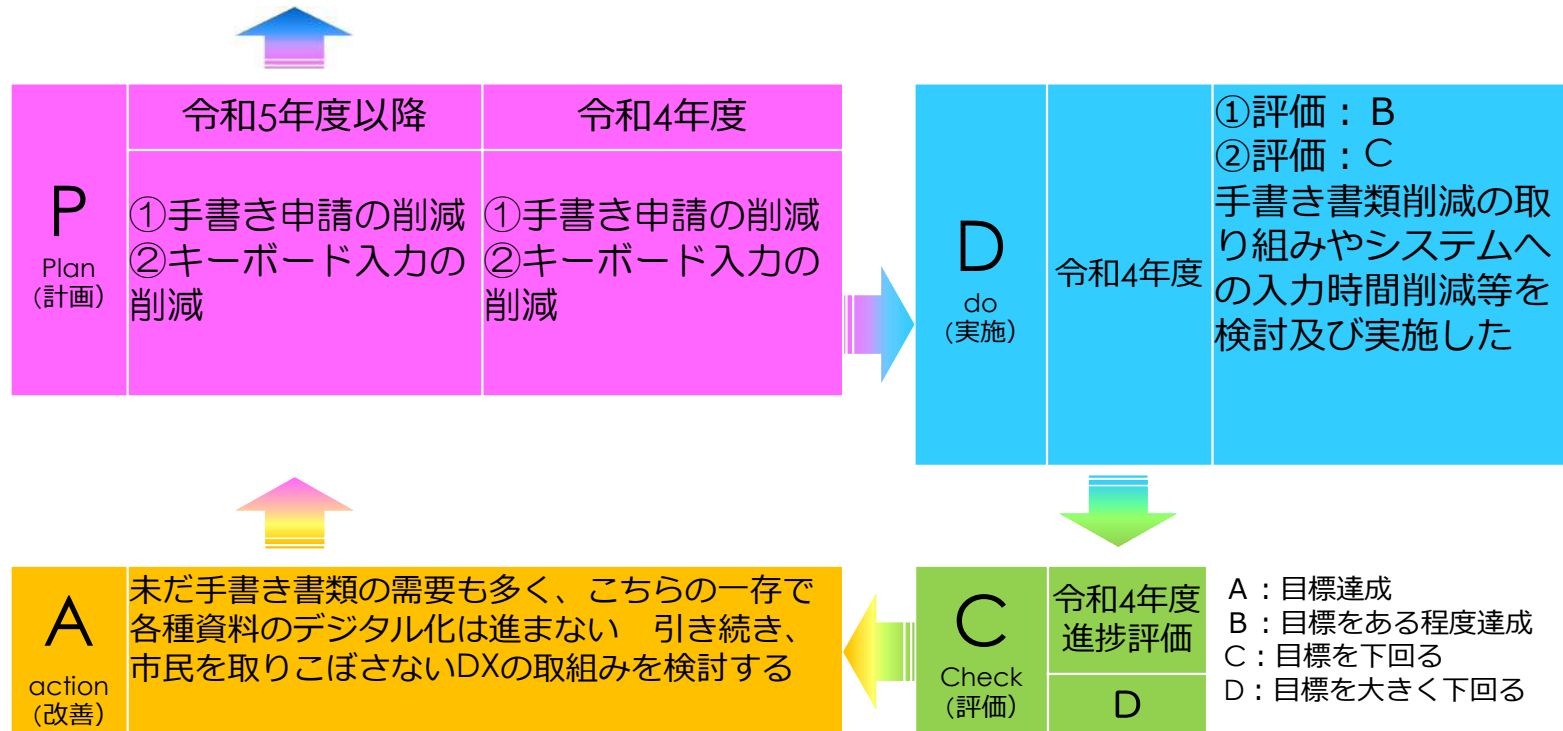 P
Plan
（計画）
令和5年度以降
①手書き申請の削減
②キーボード入力の
削減
令和4年度
①手書き申請の削減
②キーボード入力の
削減
D
do
（実施）
令和4年度
①評価：B
②評価：C
手書き書類削減の取
り組みやシステムへ
の入力時間削減等を
検討及び実施した
A
action
（改善）
未だ手書き書類の需要も多く、こちらの一存で
各種資料のデジタル化は進まない　引き続き、
市民を取りこぼさないDXの取組みを検討する
C
Check
（評価）
令和4年度
進捗評価
D
A：目標達成
B：目標をある程度達成
C：目標を下回る
D：目標を大きく下回る